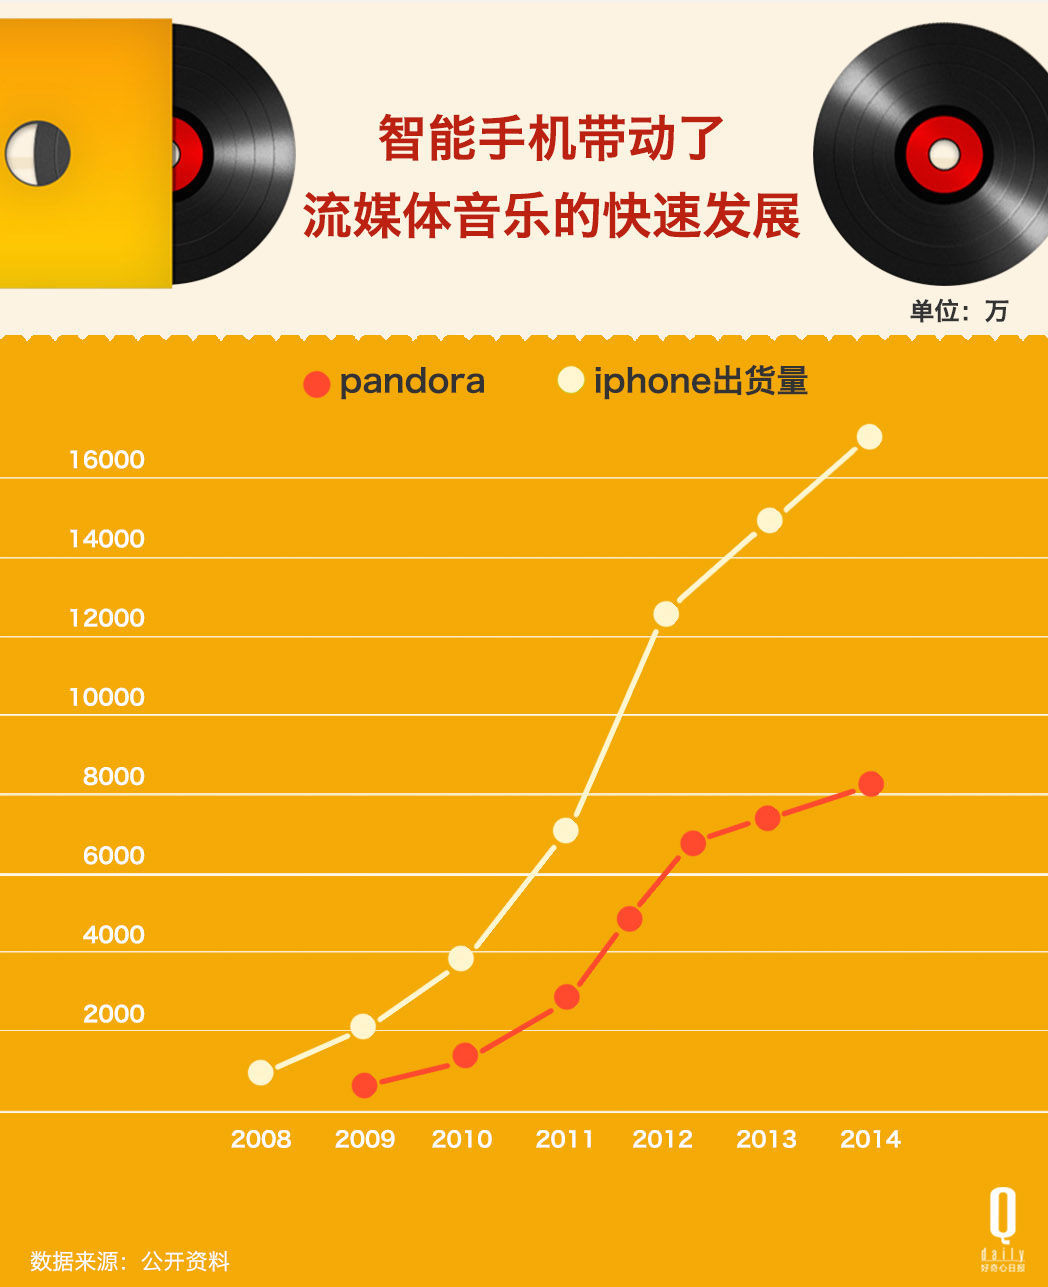 智能手机带动了
流媒体音乐的快速发展
单位：万
pandora iphone出货量
16000
14000
12000
10000
8000
6000
4000
2000
2008 2009 2010 2011 2012 2013 2014
Q
daily
好奇心日报
数据来源：公开资料